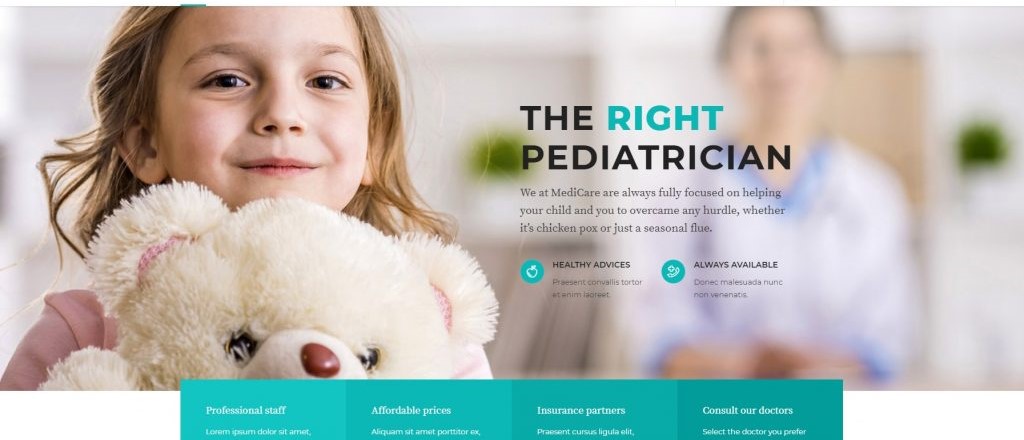 THE RIGHT
PEDIATRICIAN
We at MediCare are always fully focused on helping
your child and you to overcame any hurdle, whether
it's chicken pox or just a seasonal flue.
HEALTHY ADVICES
Praesent convallis tortor
et enim laoreet.
ALWAYS AVAILABLE
Donec malesuada nunc
non venenatis.
Professional staff
Lorem ipsum dolor sit amet,
Affordable prices
Aliquam sit amet porttitor ex,
Insurance partners
Praesent cursus ligula elit,
Consult our doctors
Select the doctor you prefer